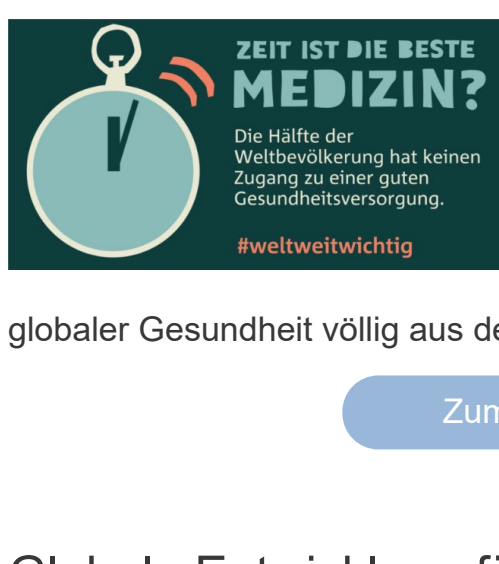 ZEIT IST DIE BESTE
MEDIZIN?
Die Hälfte der
Weltbevölkerung hat keinen
Zugang zu einer guten
Gesundheitsversorgung.
#weltweitwichtig
globaler Gesundheit völlig aus de
Zum